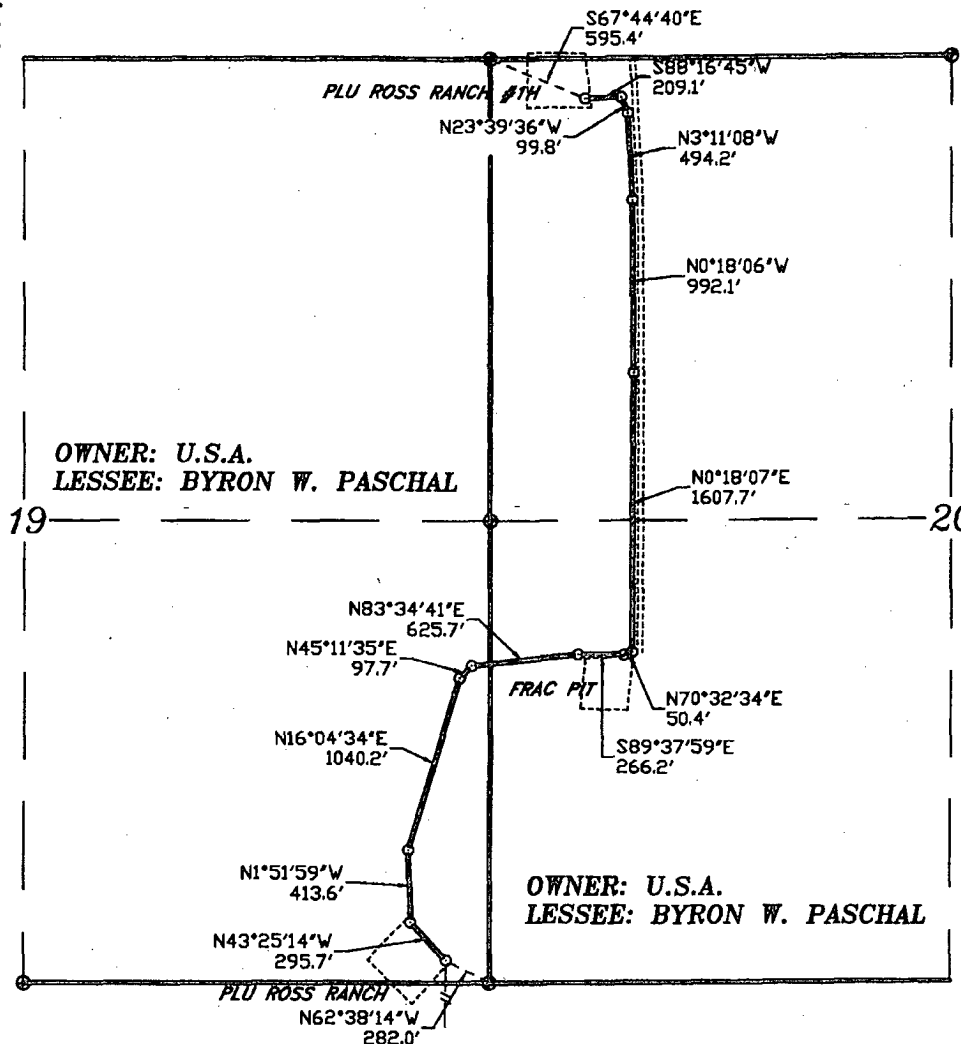 S67°44'40"E
595.4'
S88°16'45"W
209.1'
PLU ROSS RANCH #1H
N23°39'36"W
99.8'
N3°11'08"W
494.2'
N0°18'06"W
992.1'
OWNER: U.S.A.
LESSEE: BYRON W. PASCHAL
N0°18'07"E
1607.7'
19
20
N83°34'41"E
625.7'
N45°11'35"E
97.7'
FRAC PIT
N70°32'34"E
50.4'
S89°37'59"E
266.2'
N16°04'34"E
1040.2'
N1°51'59"W
413.6'
OWNER: U.S.A.
LESSEE: BYRON W. PASCHAL
N43°25'14"W
295.7'
PLU ROSS RANCH
N62°38'14"W
282.0'